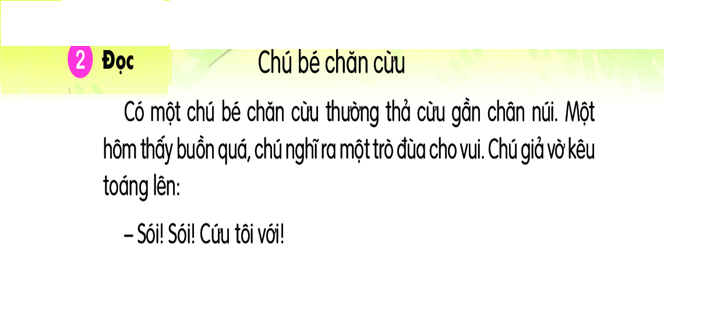 2 Đọc Chú bé chăn cừu
Có một chú bé chăn cừu thường thả cừu gần chân núi. Một
hôm thấy buồn quá, chú nghĩ ra một trò đùa cho vui. Chú giả vờ kêu
toáng lên:
– Sói! Sói! Cứu tôi với!